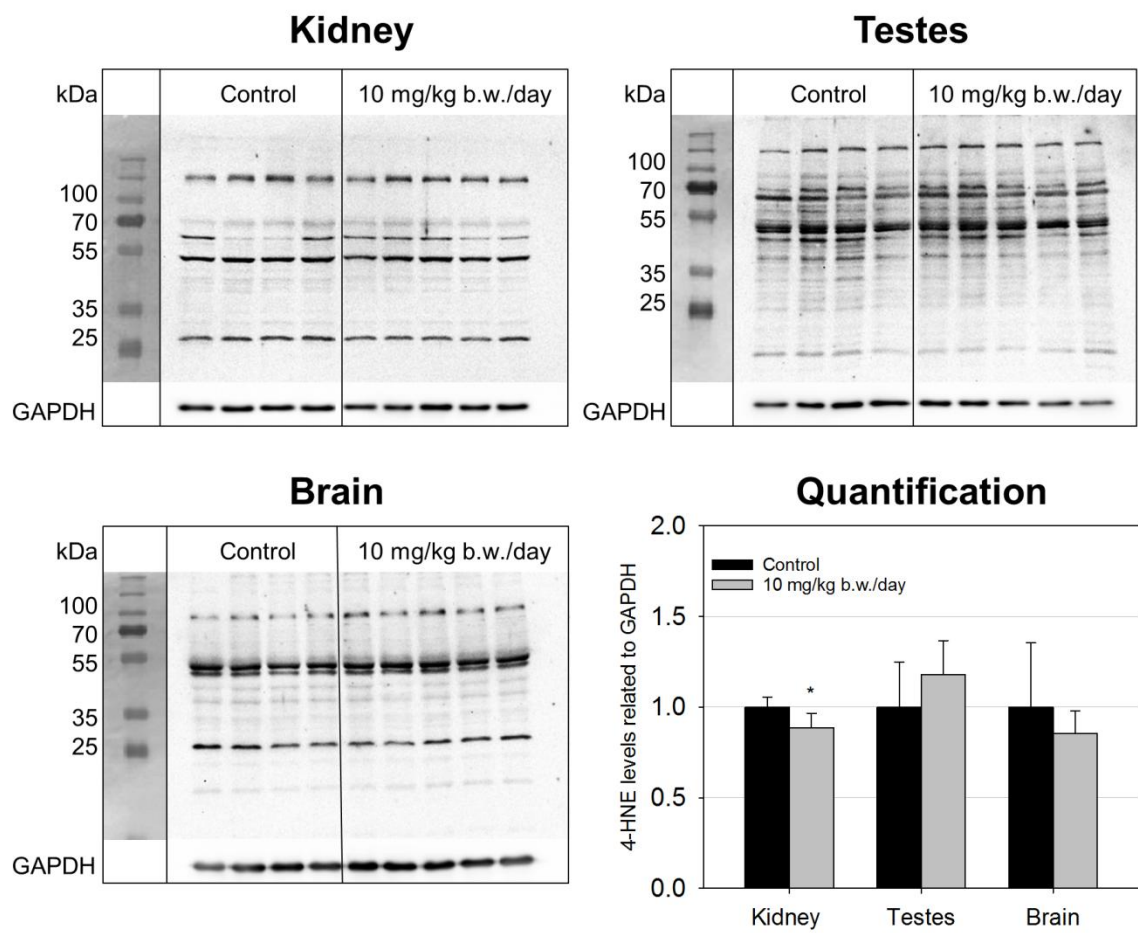 Kidney
kDa
Control
10 mg/kg b.w./day
100
70
55
35
25
GAPDH
Testes
kDa
Control
10 mg/kg b.w./day
100
70
55
35
25
GAPDH
Brain
kDa
Control
10 mg/kg b.w./day
100
70
55
35
25
GAPDH
Quantification
4-HNE levels related to GAPDH
2.0
1.5
1.0
0.5
0.0
Control
10 mg/kg b.w./day
*
Kidney
Testes
Brain